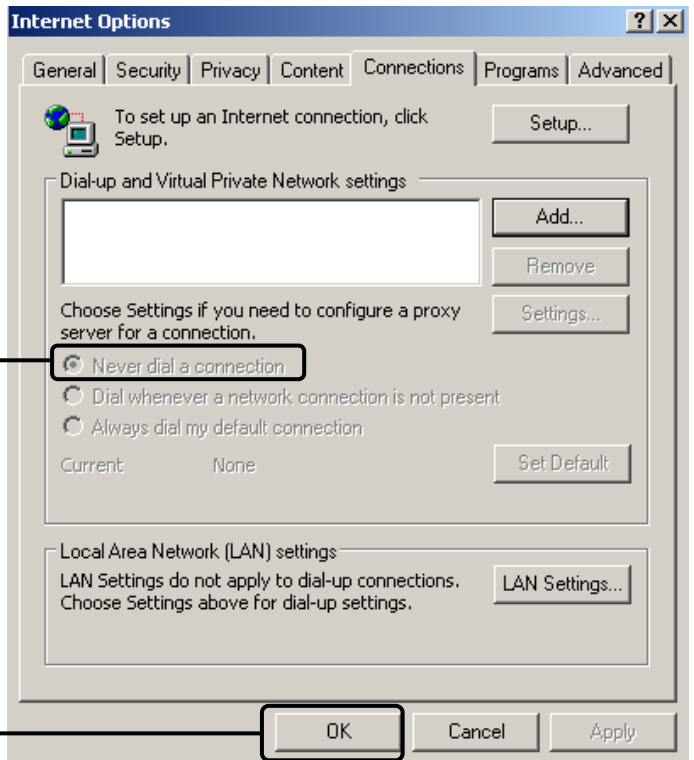 Internet Options
? X
General Security Privacy Content Connections Programs Advanced
To set up an Internet connection, click
Setup.
Setup...
Dial-up and Virtual Private Network settings
Add...
Remove
Choose Settings if you need to configure a proxy
server for a connection.
Settings...
Never dial a connection
Dial whenever a network connection is not present
Always dial my default connection
Current: None
Set Default
Local Area Network (LAN) settings
LAN Settings do not apply to dial-up connections.
Choose Settings above for dial-up settings.
LAN Settings...
OK Cancel Apply